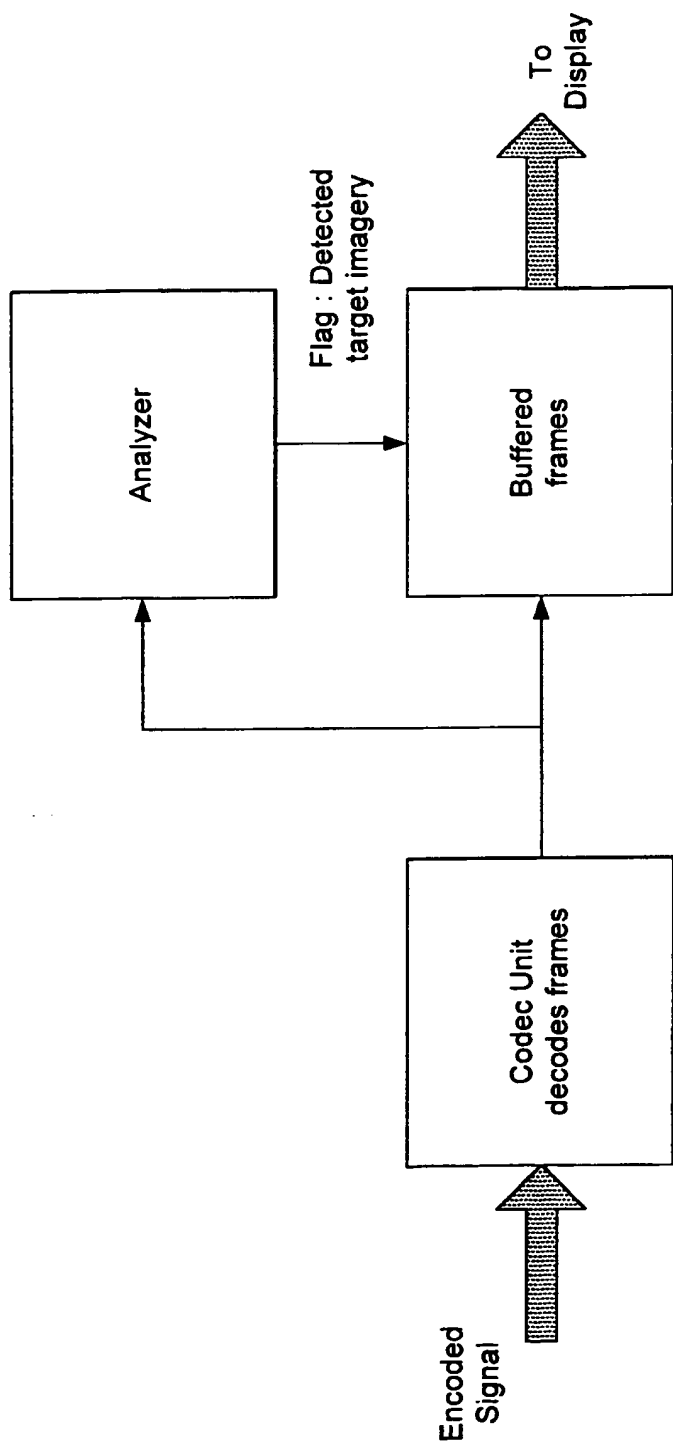 Encoded
Signal
Codec Unit
decodes frames
Analyzer
Flag : Detected
target imagery
Buffered
frames
To
Display